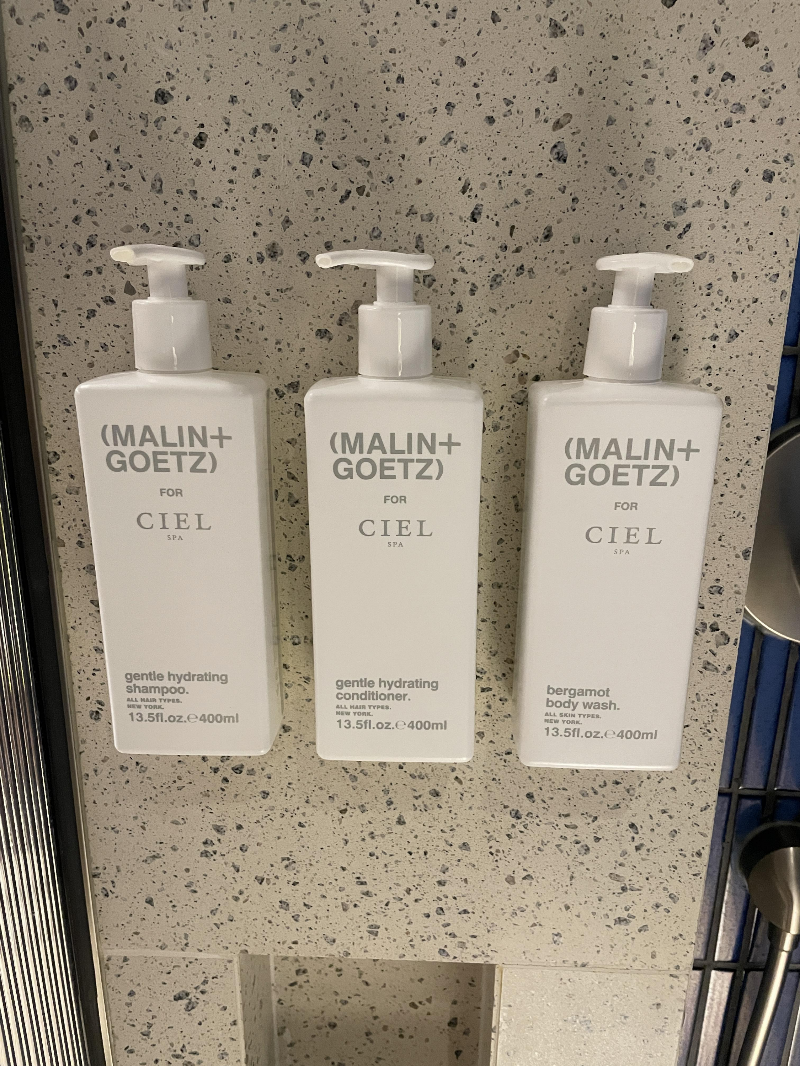 (MALIN+
GOETZ)
FOR
CIEL
SPA
gentle hydrating
shampoo.
ALL HAIR TYPES.
NEW YORK.
13.5fl.oz.℮400ml
(MALIN+
GOETZ)
FOR
CIEL
SPA
gentle hydrating
conditioner.
ALL HAIR TYPES.
NEW YORK.
13.5fl.oz.℮400ml
(MALIN+
GOETZ)
FOR
CIEL
SPA
bergamot
body wash.
ALL SKIN TYPES.
NEW YORK.
13.5fl.oz.℮400ml